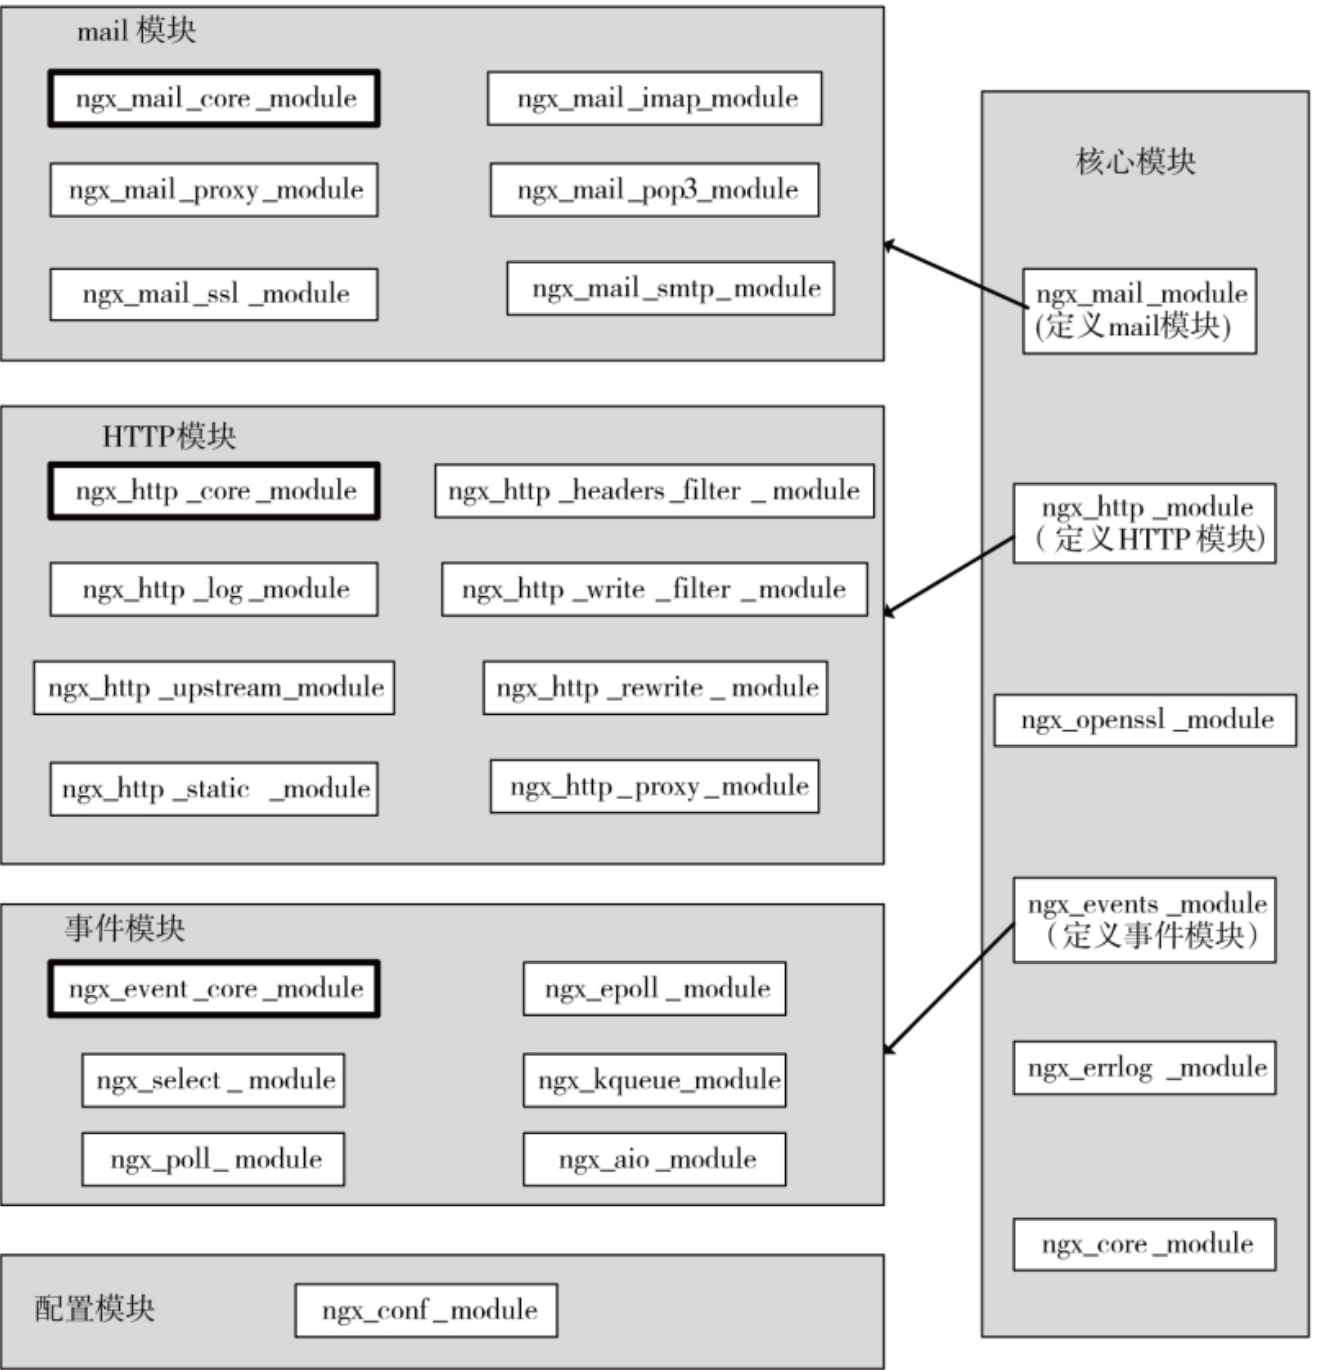 mail 模块
ngx_mail_core_module
ngx_mail_imap_module
ngx_mail_proxy_module
ngx_mail_pop3_module
ngx_mail_ssl_module
ngx_mail_smtp_module
HTTP模块
ngx_http_core_module
ngx_http_headers_filter_module
ngx_http_log_module
ngx_http_write_filter_module
ngx_http_upstream_module
ngx_http_rewrite_module
ngx_http_static_module
ngx_http_proxy_module
事件模块
ngx_event_core_module
ngx_epoll_module
ngx_select_module
ngx_kqueue_module
ngx_poll_module
ngx_aio_module
配置模块
ngx_conf_module
核心模块
ngx_mail_module
(定义mail模块)
ngx_http_module
（定义HTTP模块)
ngx_openssl_module
ngx_events_module
（定义事件模块）
ngx_errlog_module
ngx_core_module